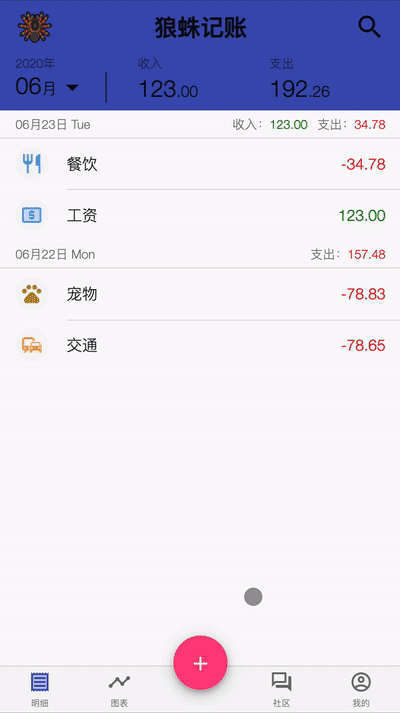 狼蛛记账
2020年 收入 支出
06月 123.00 192.26
06月23日 Tue 收入：123.00 支出：34.78
餐饮 -34.78
工资 123.00
06月22日 Mon 支出：157.48
宠物 -78.83
交通 -78.65
明细 图表 社区 我的